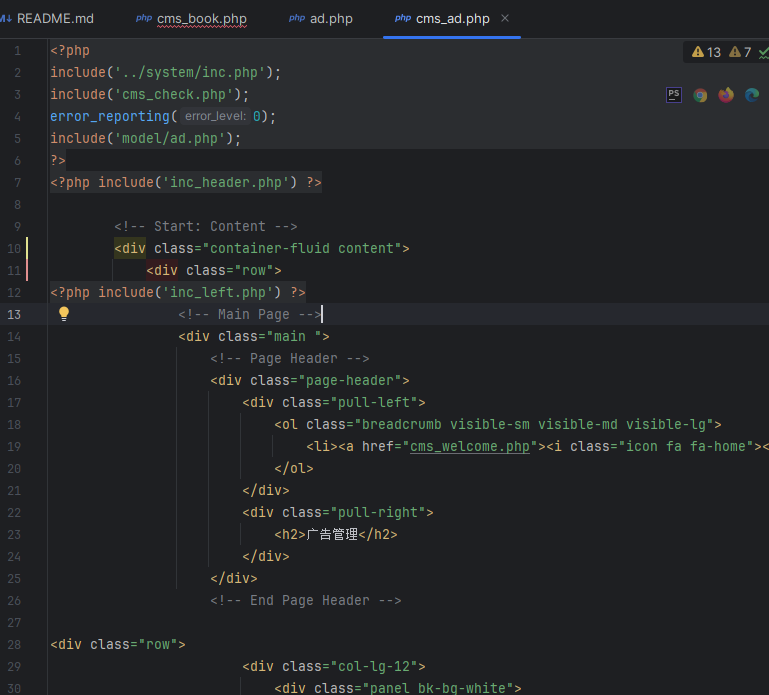 README.md
php cms_book.php
php ad.php
php cms_ad.php
13 7
1 <?php
2 include('../system/inc.php');
3 include('cms_check.php');
PS
4 error_reporting( error_level: 0);
5 include('model/ad.php');
6 ?>
7 <?php include('inc_header.php') ?>
8
9 <!-- Start: Content -->
10 <div class="container-fluid content">
11 <div class="row">
12 <?php include('inc_left.php') ?>
13 <!-- Main Page -->
14 <div class="main ">
15 <!-- Page Header -->
16 <div class="page-header">
17 <div class="pull-left">
18 <ol class="breadcrumb visible-sm visible-md visible-lg">
19 <li><a href="cms_welcome.php"><i class="icon fa fa-home"><
20 </ol>
21 </div>
22 <div class="pull-right">
23 <h2>广告管理</h2>
24 </div>
25 </div>
26 <!-- End Page Header -->
27
28 <div class="row">
29 <div class="col-lg-12">
30 <div class="panel bk-bg-white">